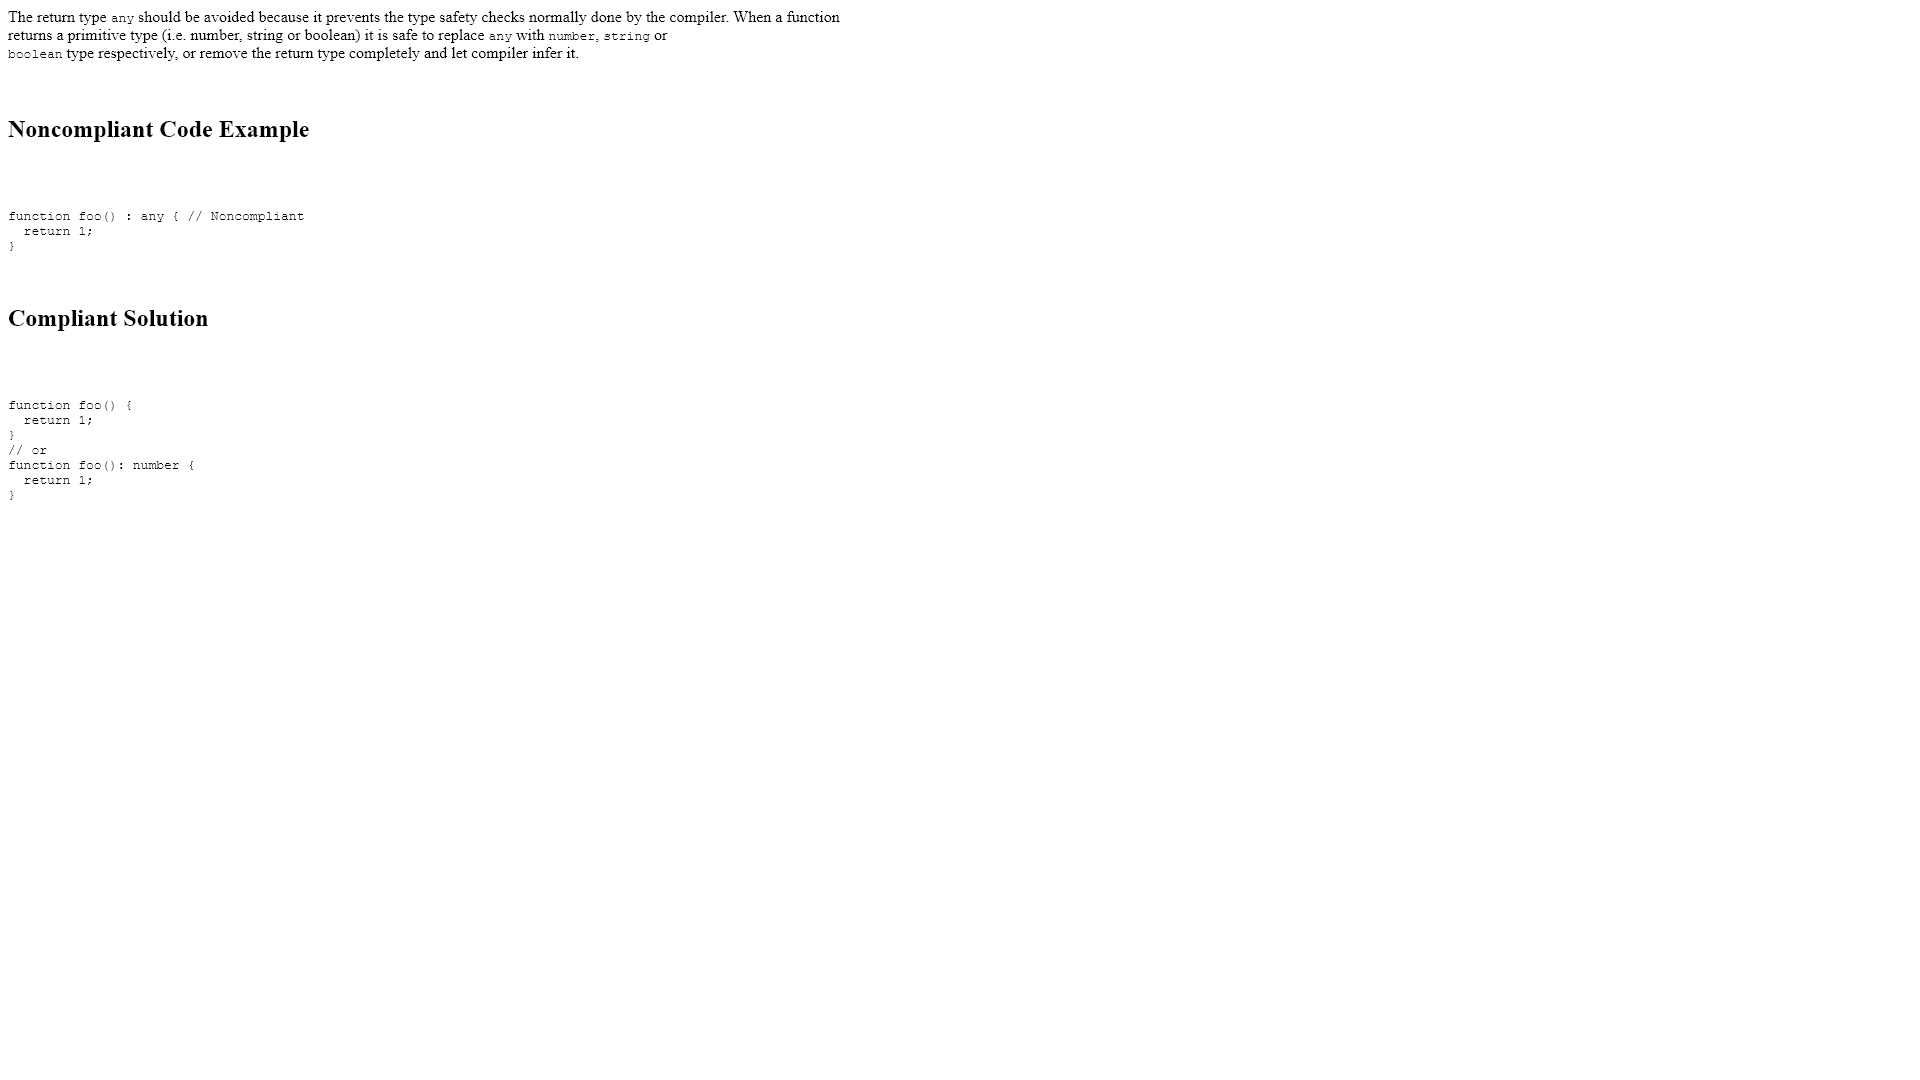 The return type any should be avoided because it prevents the type safety checks normally done by the compiler. When a function
returns a primitive type (i.e. number, string or boolean) it is safe to replace any with number, string or
boolean type respectively, or remove the return type completely and let compiler infer it.
Noncompliant Code Example
function foo() : any { // Noncompliant
  return 1;
}
Compliant Solution
function foo() {
  return 1;
}
// or
function foo(): number {
  return 1;
}